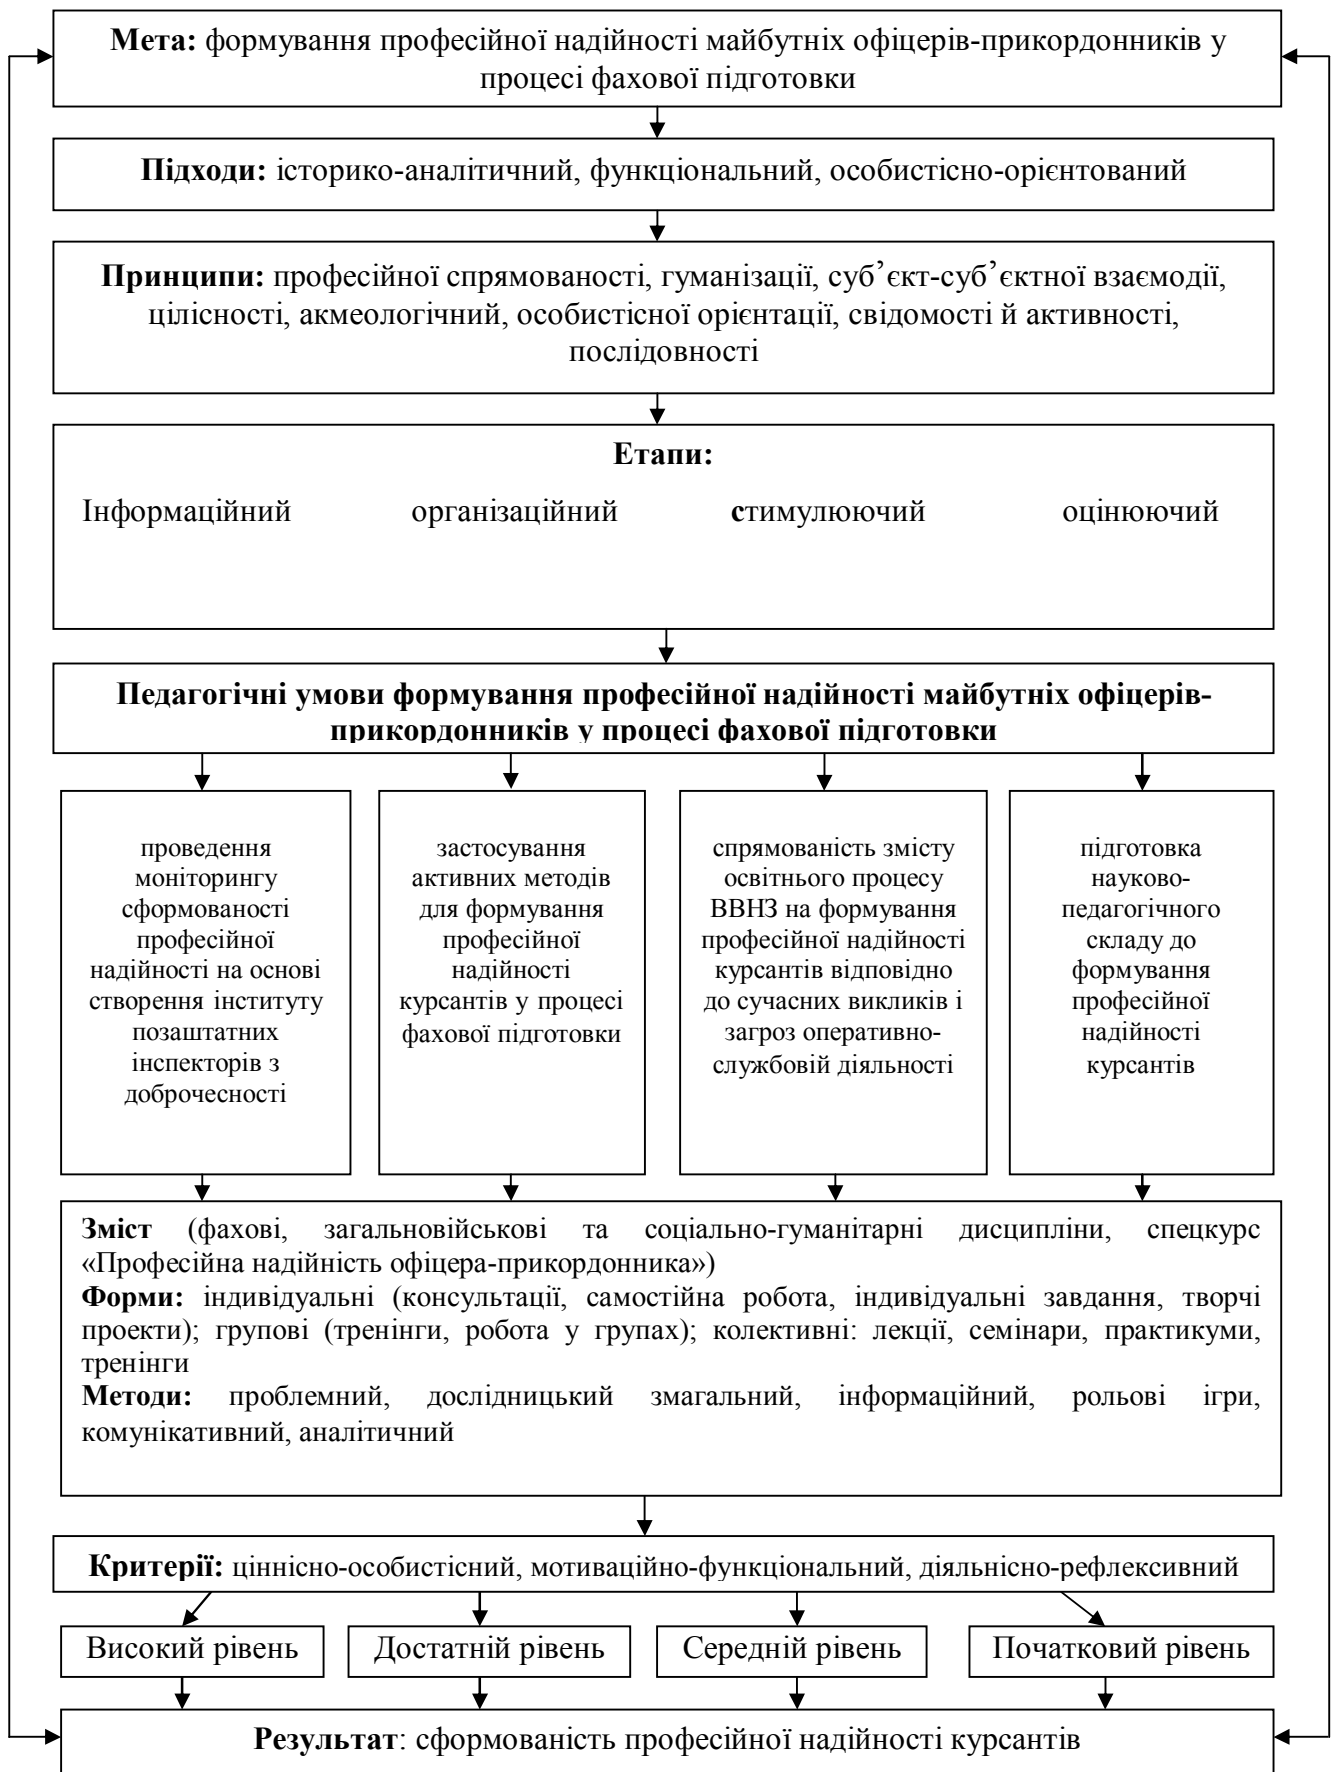 Мета: формування професійної надійності майбутніх офіцерів-прикордонників у
процесі фахової підготовки
Підходи: історико-аналітичний, функціональний, особистісно-орієнтований
Принципи: професійної спрямованості, гуманізації, суб’єкт-суб’єктної взаємодії,
цілісності, акмеологічний, особистісної орієнтації, свідомості й активності,
послідовності
Етапи:
Інформаційний організаційний стимулюючий оцінюючий
Педагогічні умови формування професійної надійності майбутніх офіцерів-
прикордонників у процесі фахової підготовки
проведення
моніторингу
сформованості
професійної
надійності на основі
створення інституту
позаштатних
інспекторів з
доброчесності
застосування
активних методів
для формування
професійної
надійності
курсантів у процесі
фахової підготовки
спрямованість змісту
освітнього процесу
ВВНЗ на формування
професійної надійності
курсантів відповідно
до сучасних викликів і
загроз оперативно-
службовій діяльності
підготовка
науково-
педагогічного
складу до
формування
професійної
надійності
курсантів
Зміст (фахові, загальновійськові та соціально-гуманітарні дисципліни, спецкурс
«Професійна надійність офіцера-прикордонника»)
Форми: індивідуальні (консультації, самостійна робота, індивідуальні завдання, творчі
проекти); групові (тренінги, робота у групах); колективні: лекції, семінари, практикуми,
тренінги
Методи: проблемний, дослідницький змагальний, інформаційний, рольові ігри,
комунікативний, аналітичний
Критерії: ціннісно-особистісний, мотиваційно-функціональний, діяльнісно-рефлексивний
Високий рівень
Достатній рівень
Середній рівень
Початковий рівень
Результат: сформованість професійної надійності курсантів